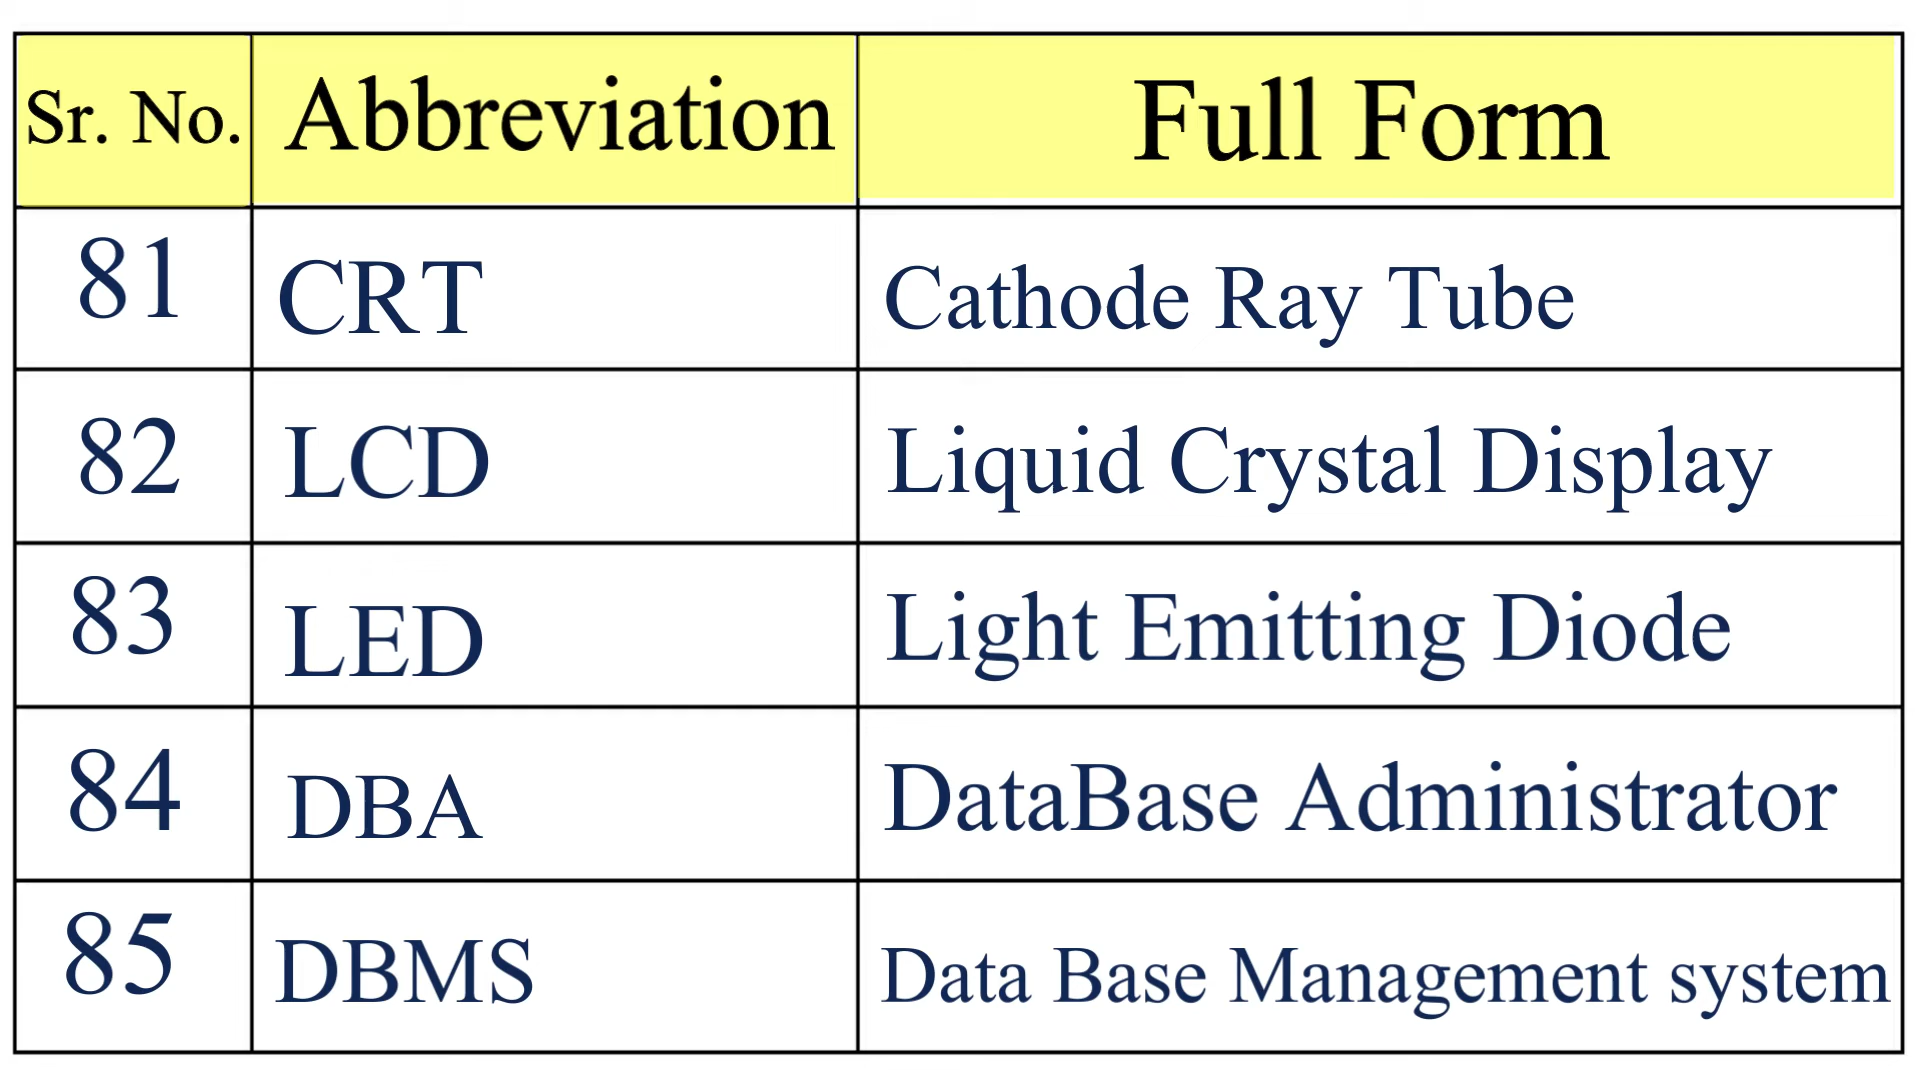 Sr. No. Abbreviation Full Form
81 CRT Cathode Ray Tube
82 LCD Liquid Crystal Display
83 LED Light Emitting Diode
84 DBA DataBase Administrator
85 DBMS Data Base Management system